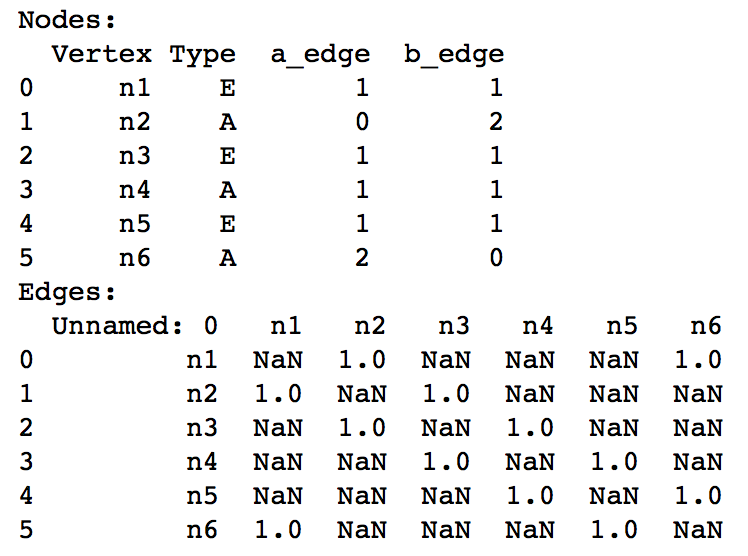 Nodes:
Vertex Type a_edge b_edge
0 n1 E 1 1
1 n2 A 0 2
2 n3 E 1 1
3 n4 A 1 1
4 n5 E 1 1
5 n6 A 2 0
Edges:
Unnamed: 0 n1 n2 n3 n4 n5 n6
0 n1 NaN 1.0 NaN NaN NaN 1.0
1 n2 1.0 NaN 1.0 NaN NaN NaN
2 n3 NaN 1.0 NaN 1.0 NaN NaN
3 n4 NaN NaN 1.0 NaN 1.0 NaN
4 n5 NaN NaN NaN 1.0 NaN 1.0
5 n6 1.0 NaN NaN NaN 1.0 NaN